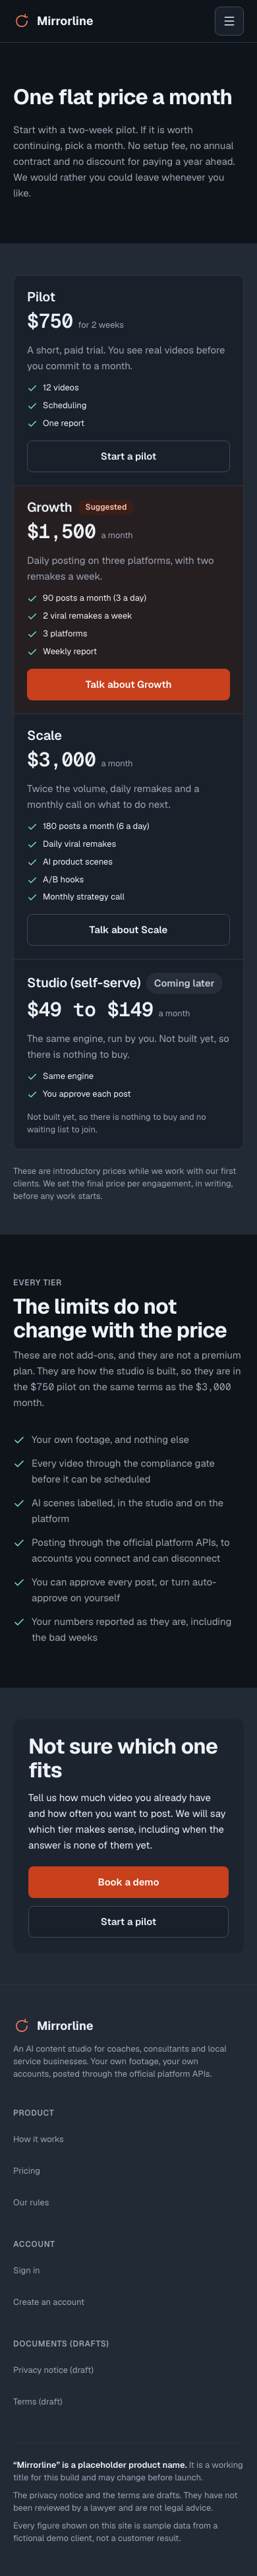 Mirrorline
One flat price a month
Start with a two-week pilot. If it is worth
continuing, pick a month. No setup fee, no annual
contract and no discount for paying a year ahead.
We would rather you could leave whenever you
like.
Pilot
$750 for 2 weeks
A short, paid trial. You see real videos before
you commit to a month.
12 videos
Scheduling
One report
Start a pilot
Growth Suggested
$1,500 a month
Daily posting on three platforms, with two
remakes a week.
90 posts a month (3 a day)
2 viral remakes a week
3 platforms
Weekly report
Talk about Growth
Scale
$3,000 a month
Twice the volume, daily remakes and a
monthly call on what to do next.
180 posts a month (6 a day)
Daily viral remakes
AI product scenes
A/B hooks
Monthly strategy call
Talk about Scale
Studio (self-serve) Coming later
$49 to $149 a month
The same engine, run by you. Not built yet, so
there is nothing to buy.
Same engine
You approve each post
Not built yet, so there is nothing to buy and no
waiting list to join.
These are introductory prices while we work with our first
clients. We set the final price per engagement, in writing,
before any work starts.
EVERY TIER
The limits do not
change with the price
These are not add-ons, and they are not a premium
plan. They are how the studio is built, so they are in
the $750 pilot on the same terms as the $3,000
month.
Your own footage, and nothing else
Every video through the compliance gate
before it can be scheduled
AI scenes labelled, in the studio and on the
platform
Posting through the official platform APIs, to
accounts you connect and can disconnect
You can approve every post, or turn auto-
approve on yourself
Your numbers reported as they are, including
the bad weeks
Not sure which one
fits
Tell us how much video you already have
and how often you want to post. We will say
which tier makes sense, including when the
answer is none of them yet.
Book a demo
Start a pilot
Mirrorline
An AI content studio for coaches, consultants and local
service businesses. Your own footage, your own
accounts, posted through the official platform APIs.
PRODUCT
How it works
Pricing
Our rules
ACCOUNT
Sign in
Create an account
DOCUMENTS (DRAFTS)
Privacy notice (draft)
Terms (draft)
“Mirrorline” is a placeholder product name. It is a working
title for this build and may change before launch.
The privacy notice and the terms are drafts. They have not
been reviewed by a lawyer and are not legal advice.
Every figure shown on this site is sample data from a
fictional demo client, not a customer result.